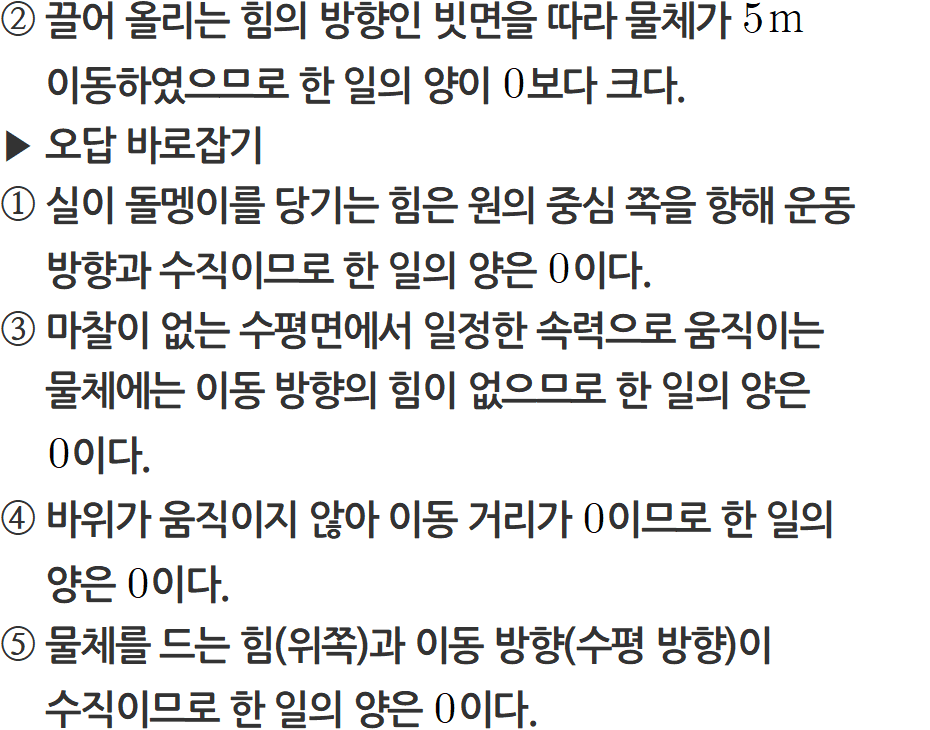 ② 끌어 올리는 힘의 방향인 빗면을 따라 물체가 5m
이동하였으므로 한 일의 양이 0보다 크다.
▶ 오답 바로잡기
① 실이 돌멩이를 당기는 힘은 원의 중심 쪽을 향해 운동
방향과 수직이므로 한 일의 양은 0이다.
③ 마찰이 없는 수평면에서 일정한 속력으로 움직이는
물체에는 이동 방향의 힘이 없으므로 한 일의 양은
0이다.
④ 바위가 움직이지 않아 이동 거리가 0이므로 한 일의
양은 0이다.
⑤ 물체를 드는 힘(위쪽)과 이동 방향(수평 방향)이
수직이므로 한 일의 양은 0이다.